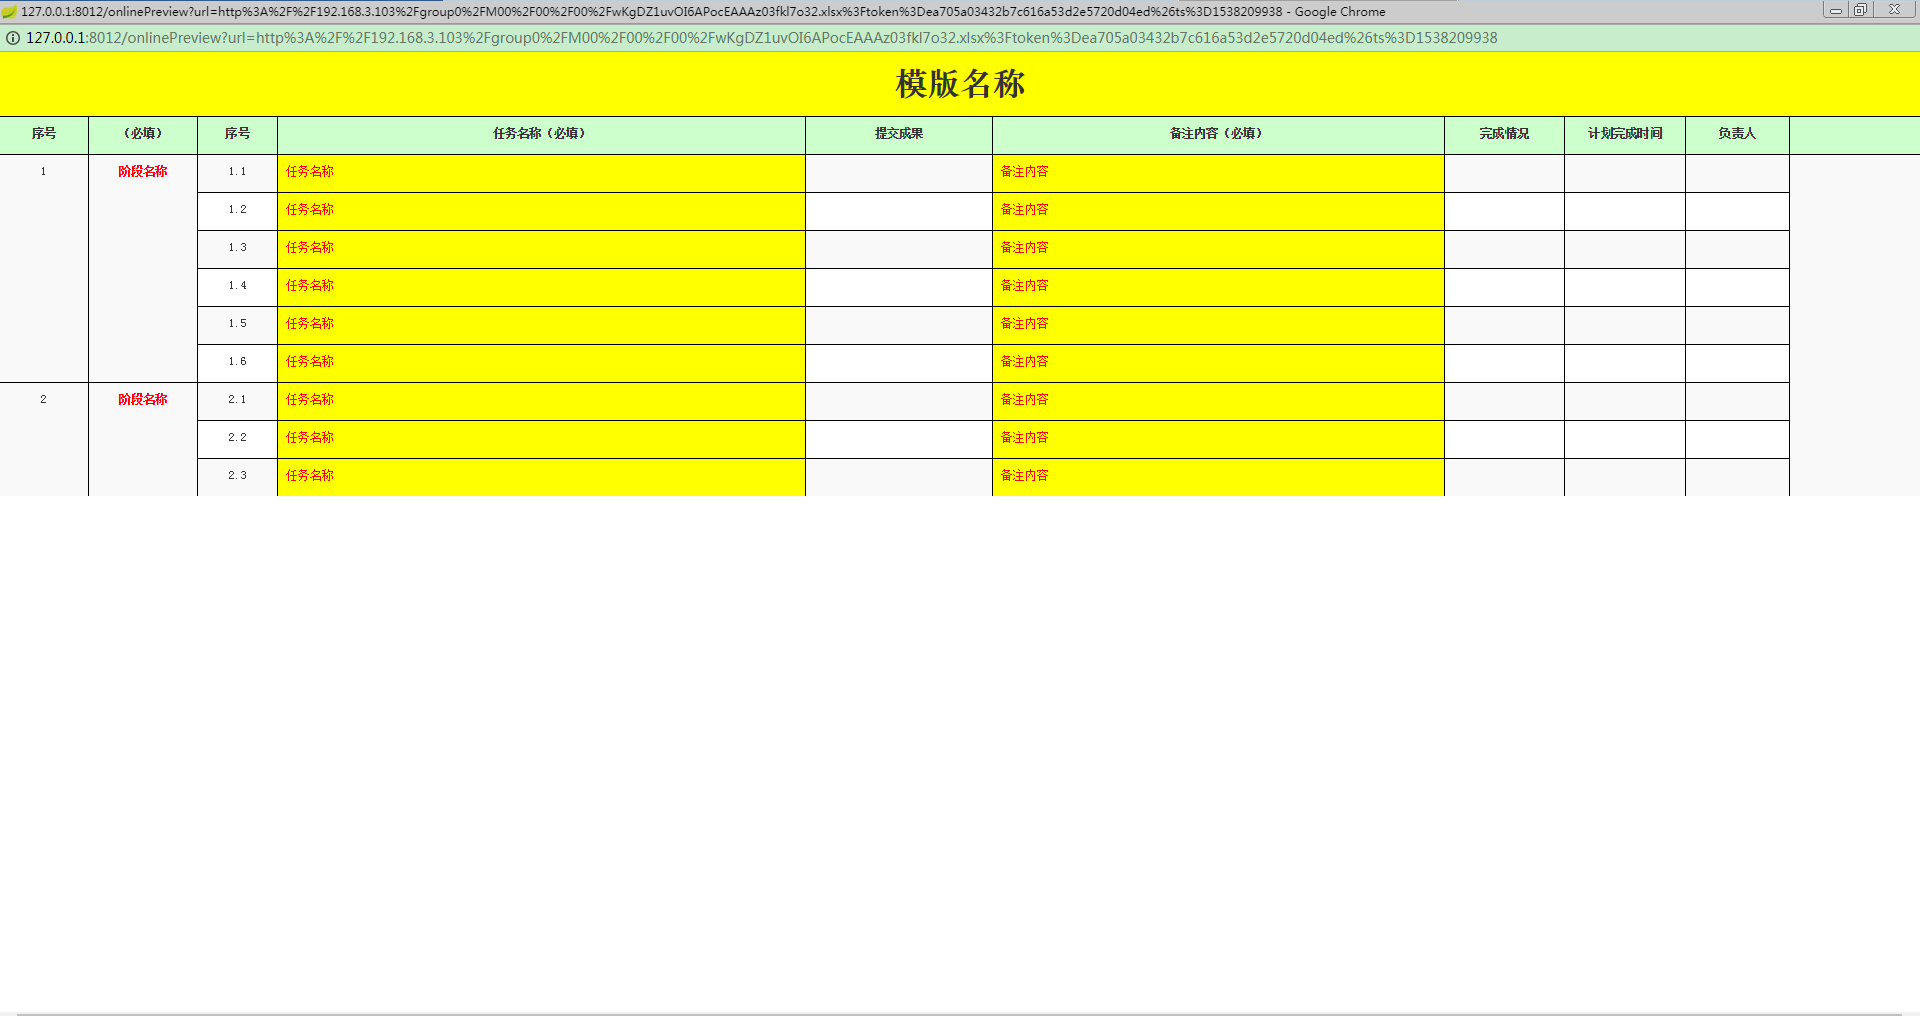 127.0.0.1:8012/onlinePreview?url=http%3A%2F%2F192.168.3.103%2Fgroup0%2FM00%2F00%2F00%2FwKgDZ1uvOI6APocEAAAz03fkl7o32.xlsx%3Ftoken%3Dea705a03432b7c616a53d2e5720d04ed%26ts%3D1538209938 - Google Chrome
127.0.0.1:8012/onlinePreview?url=http%3A%2F%2F192.168.3.103%2Fgroup0%2FM00%2F00%2F00%2FwKgDZ1uvOI6APocEAAAz03fkl7o32.xlsx%3Ftoken%3Dea705a03432b7c616a53d2e5720d04ed%26ts%3D1538209938
模版名称
序号 （必填） 序号 任务名称（必填） 提交成果 备注内容（必填） 完成情况 计划完成时间 负责人
1 阶段名称 1.1 任务名称 备注内容
1.2 任务名称 备注内容
1.3 任务名称 备注内容
1.4 任务名称 备注内容
1.5 任务名称 备注内容
1.6 任务名称 备注内容
2 阶段名称 2.1 任务名称 备注内容
2.2 任务名称 备注内容
2.3 任务名称 备注内容